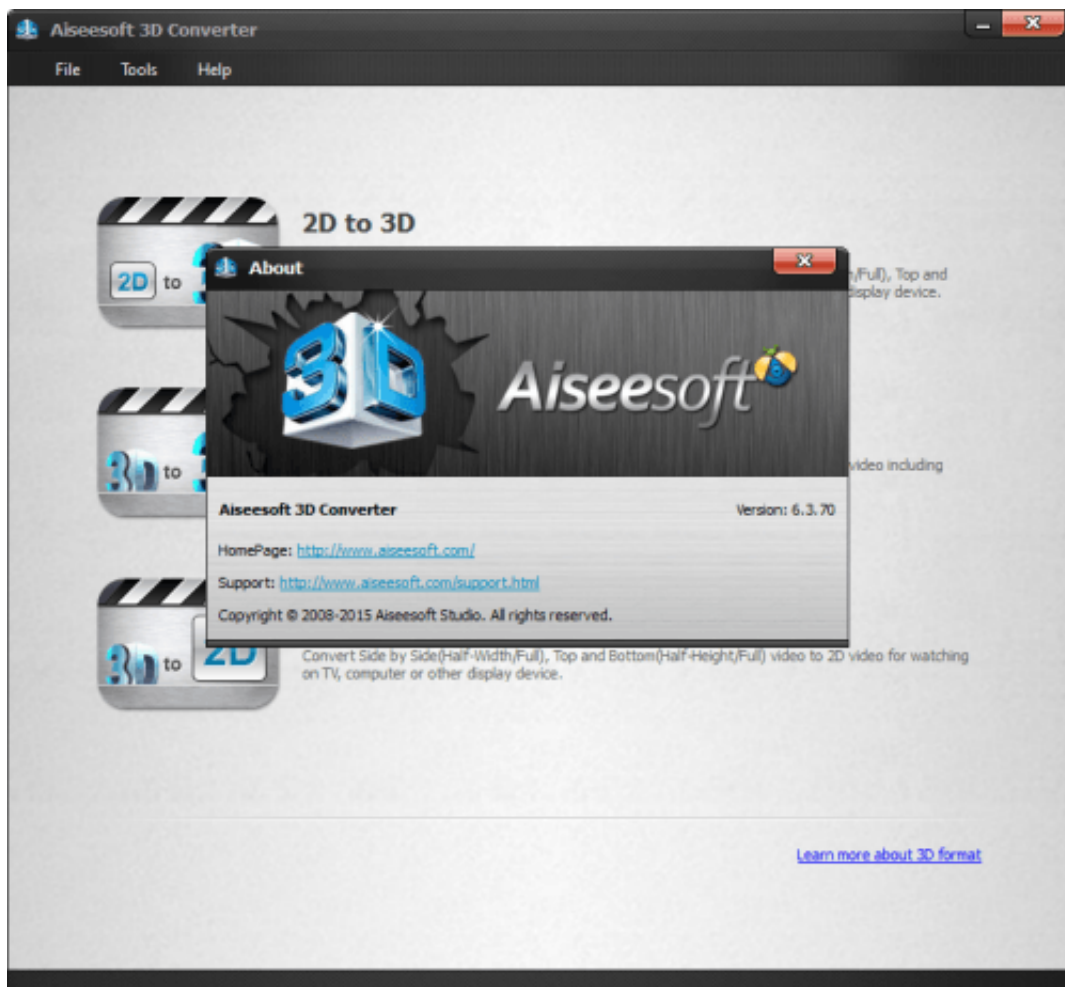 Aiseesoft 3D Converter
File Tools Help
2D to 3D
2D to
/Full), Top and
display device.
About
3D
Aiseesoft
3D to
video including
Aiseesoft 3D Converter Version: 6.3.70
HomePage: http://www.aiseesoft.com/
Support: http://www.aiseesoft.com/support.html
Copyright © 2008-2015 Aiseesoft Studio. All rights reserved.
3D to 2D
Convert Side by Side(Half-Width/Full), Top and Bottom(Half-Height/Full) video to 2D video for watching
on TV, computer or other display device.
Learn more about 3D format